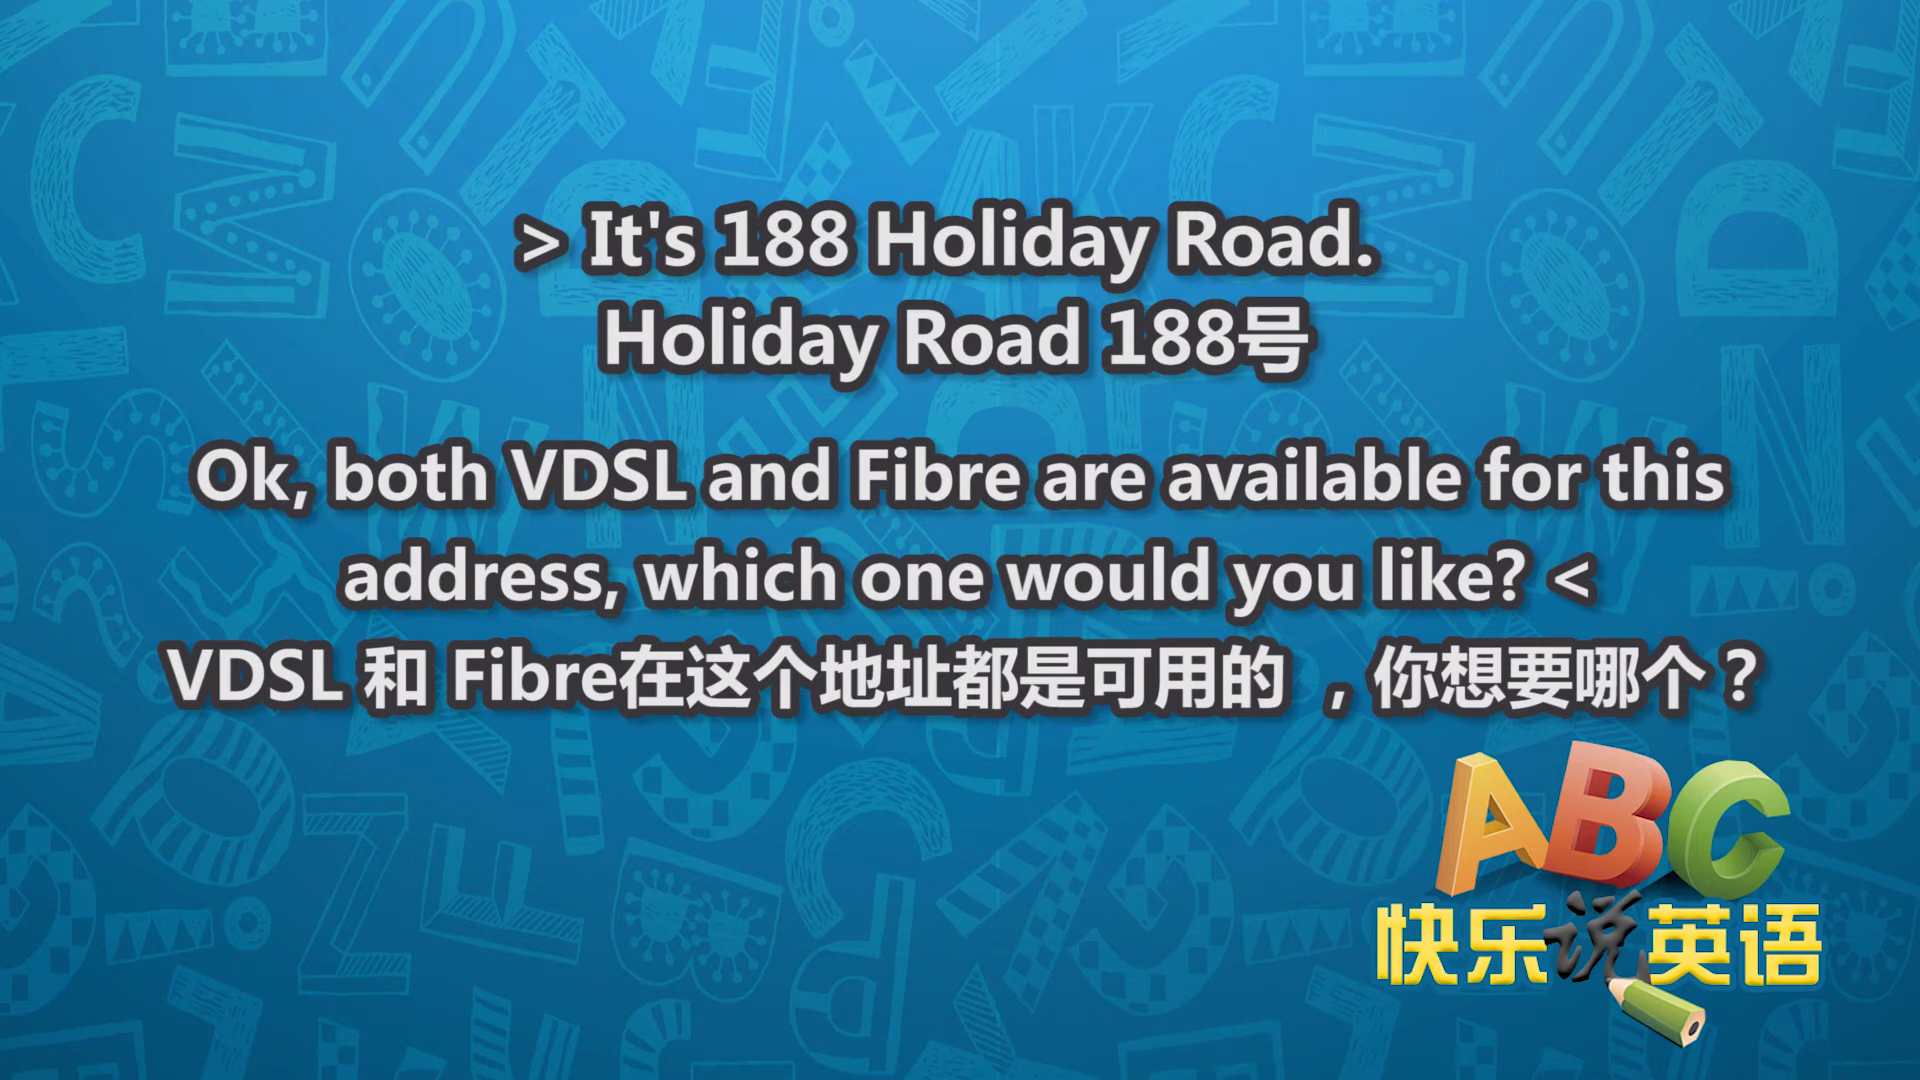 > It's 188 Holiday Road.
Holiday Road 188号
Ok, both VDSL and Fibre are available for this
address, which one would you like? <
VDSL 和 Fibre在这个地址都是可用的 ，你想要哪个？
ABC
快乐说英语